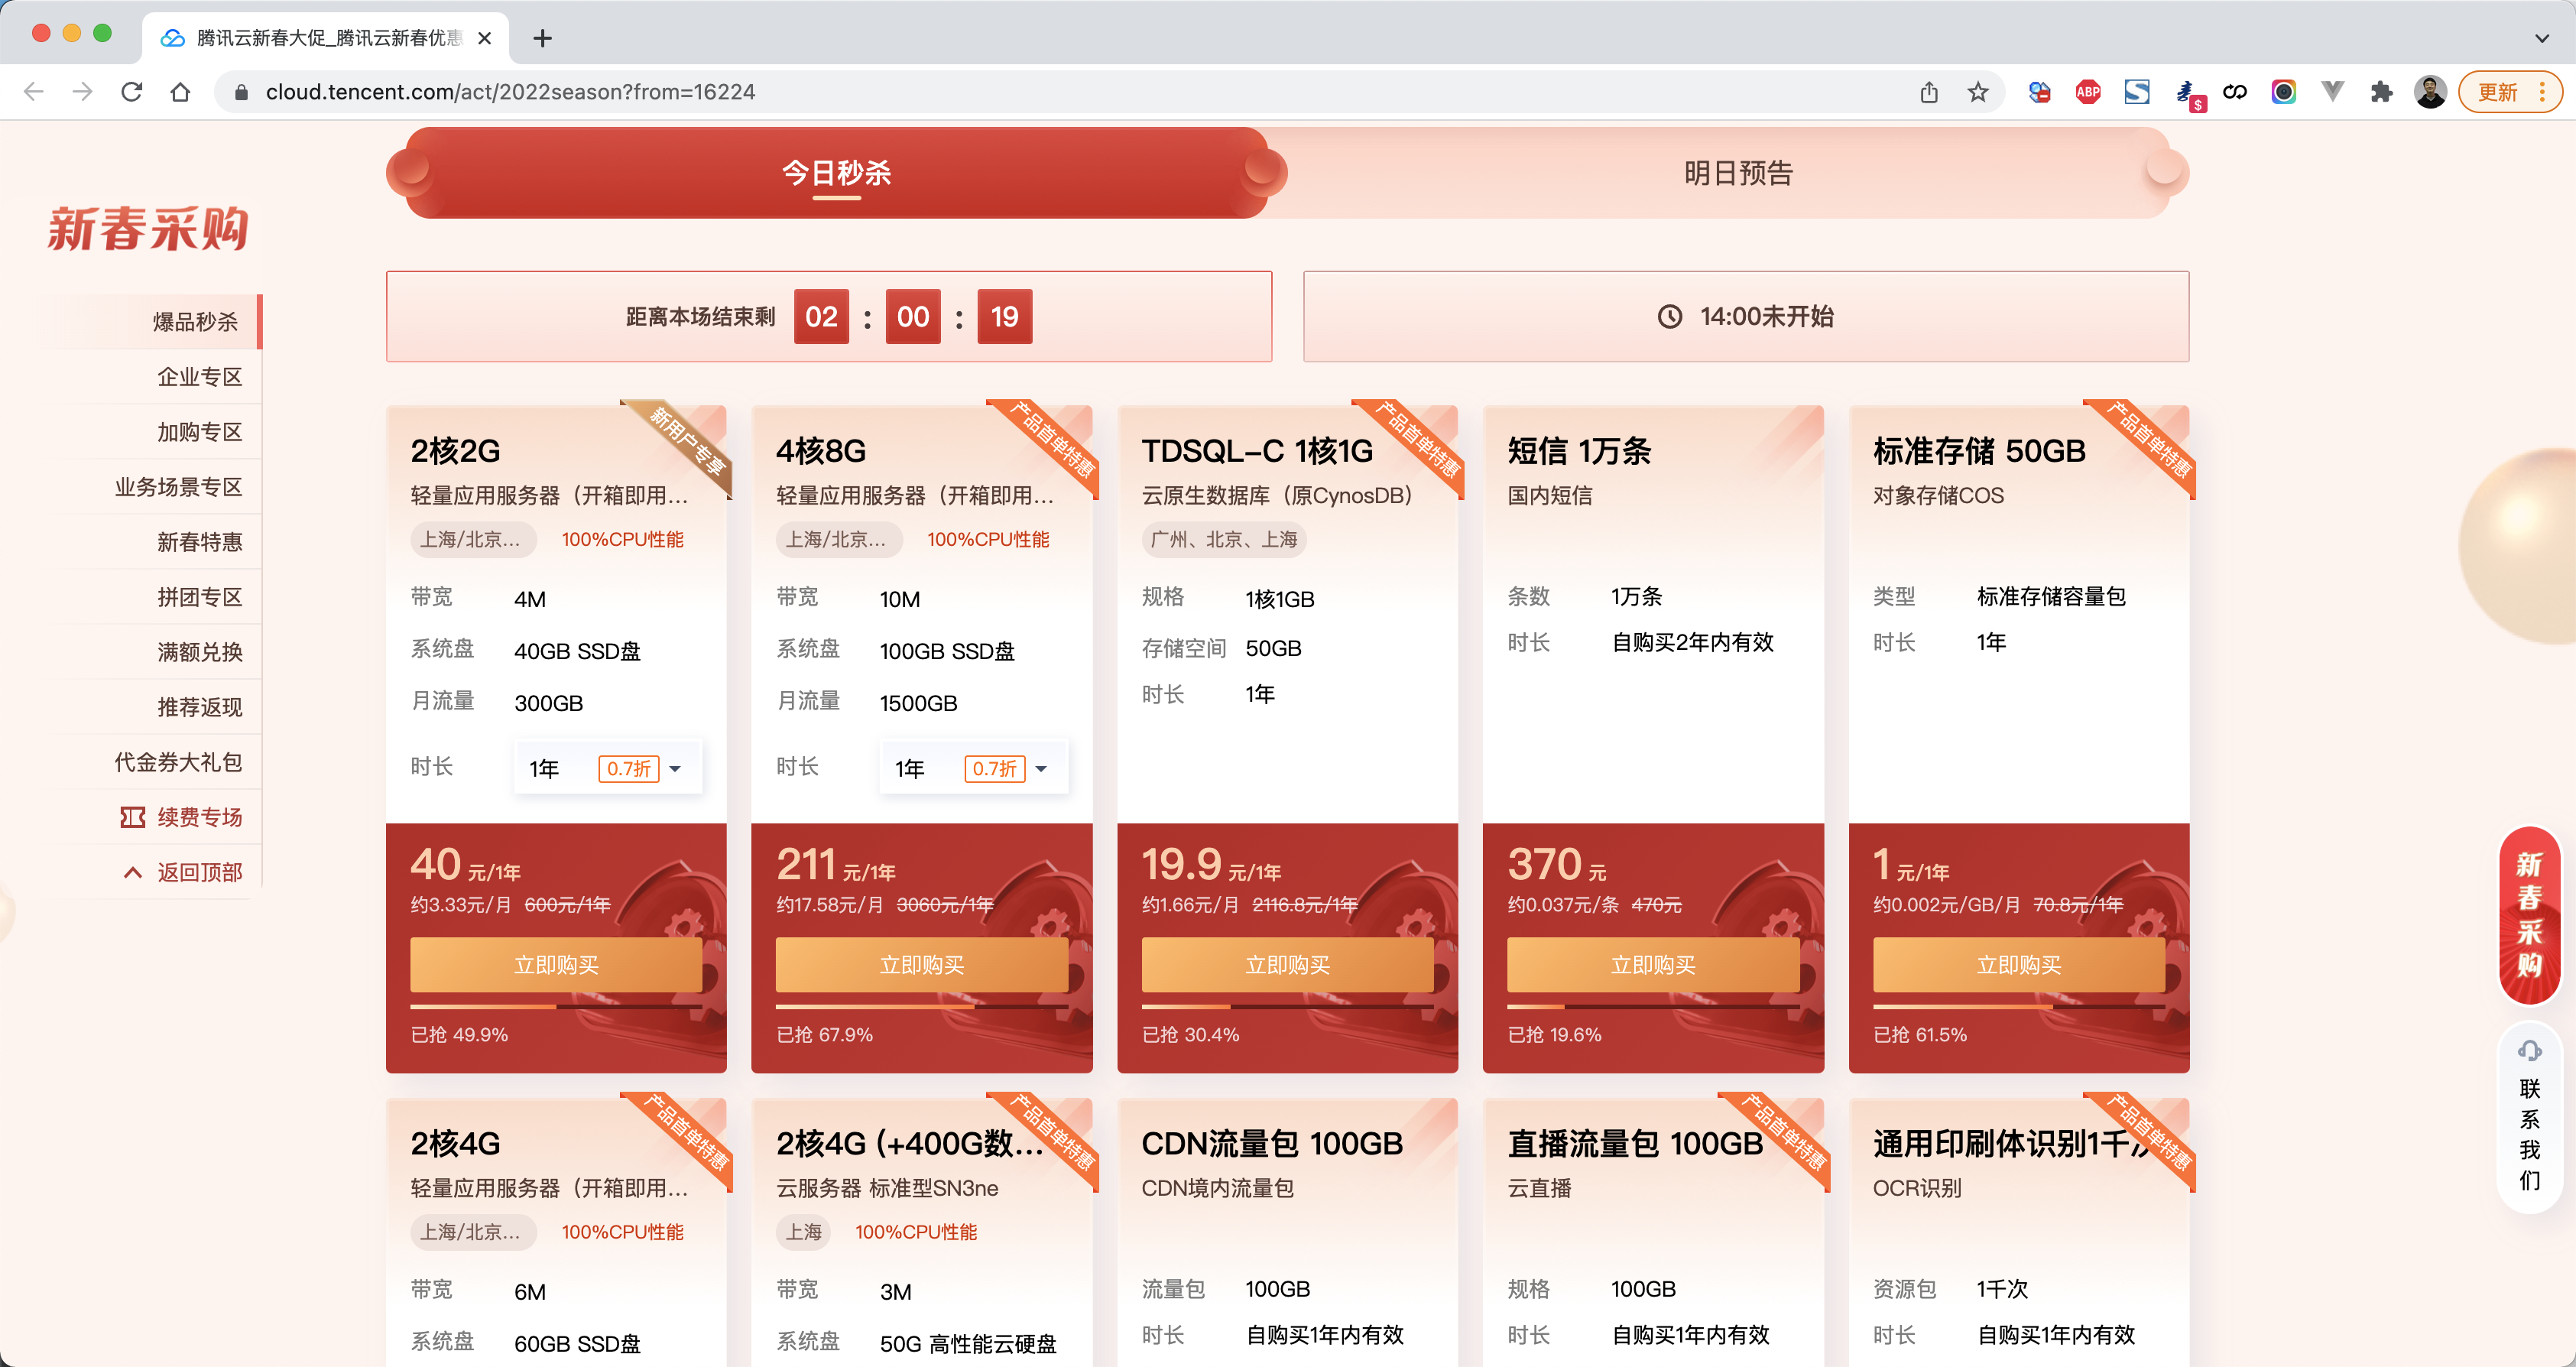 腾讯云新春大促_腾讯云新春优惠
cloud.tencent.com/act/2022season?from=16224
ABP
$
更新
今日秒杀
明日预告
新春采购
爆品秒杀
企业专区
加购专区
业务场景专区
新春特惠
拼团专区
满额兑换
推荐返现
代金券大礼包
续费专场
返回顶部
距离本场结束剩 02 : 00 : 19
14:00未开始
新用户专享
2核2G
轻量应用服务器（开箱即用...
上海/北京... 100%CPU性能
带宽 4M
系统盘 40GB SSD盘
月流量 300GB
时长 1年 0.7折
40 元/1年
约3.33元/月 600元/1年
立即购买
已抢 49.9%
产品首单特惠
4核8G
轻量应用服务器（开箱即用...
上海/北京... 100%CPU性能
带宽 10M
系统盘 100GB SSD盘
月流量 1500GB
时长 1年 0.7折
211 元/1年
约17.58元/月 3060元/1年
立即购买
已抢 67.9%
产品首单特惠
TDSQL-C 1核1G
云原生数据库（原CynosDB）
广州、北京、上海
规格 1核1GB
存储空间 50GB
时长 1年
19.9 元/1年
约1.66元/月 2116.8元/1年
立即购买
已抢 30.4%
短信 1万条
国内短信
条数 1万条
时长 自购买2年内有效
370 元
约0.037元/条 470元
立即购买
已抢 19.6%
产品首单特惠
标准存储 50GB
对象存储COS
类型 标准存储容量包
时长 1年
1 元/1年
约0.002元/GB/月 70.8元/1年
立即购买
已抢 61.5%
产品首单特惠
2核4G
轻量应用服务器（开箱即用...
上海/北京... 100%CPU性能
带宽 6M
系统盘 60GB SSD盘
产品首单特惠
2核4G (+400G数...
云服务器 标准型SN3ne
上海 100%CPU性能
带宽 3M
系统盘 50G 高性能云硬盘
CDN流量包 100GB
CDN境内流量包
流量包 100GB
时长 自购买1年内有效
产品首单特惠
直播流量包 100GB
云直播
规格 100GB
时长 自购买1年内有效
产品首单特惠
通用印刷体识别1千次
OCR识别
资源包 1千次
时长 自购买1年内有效
新春采购
联系我们